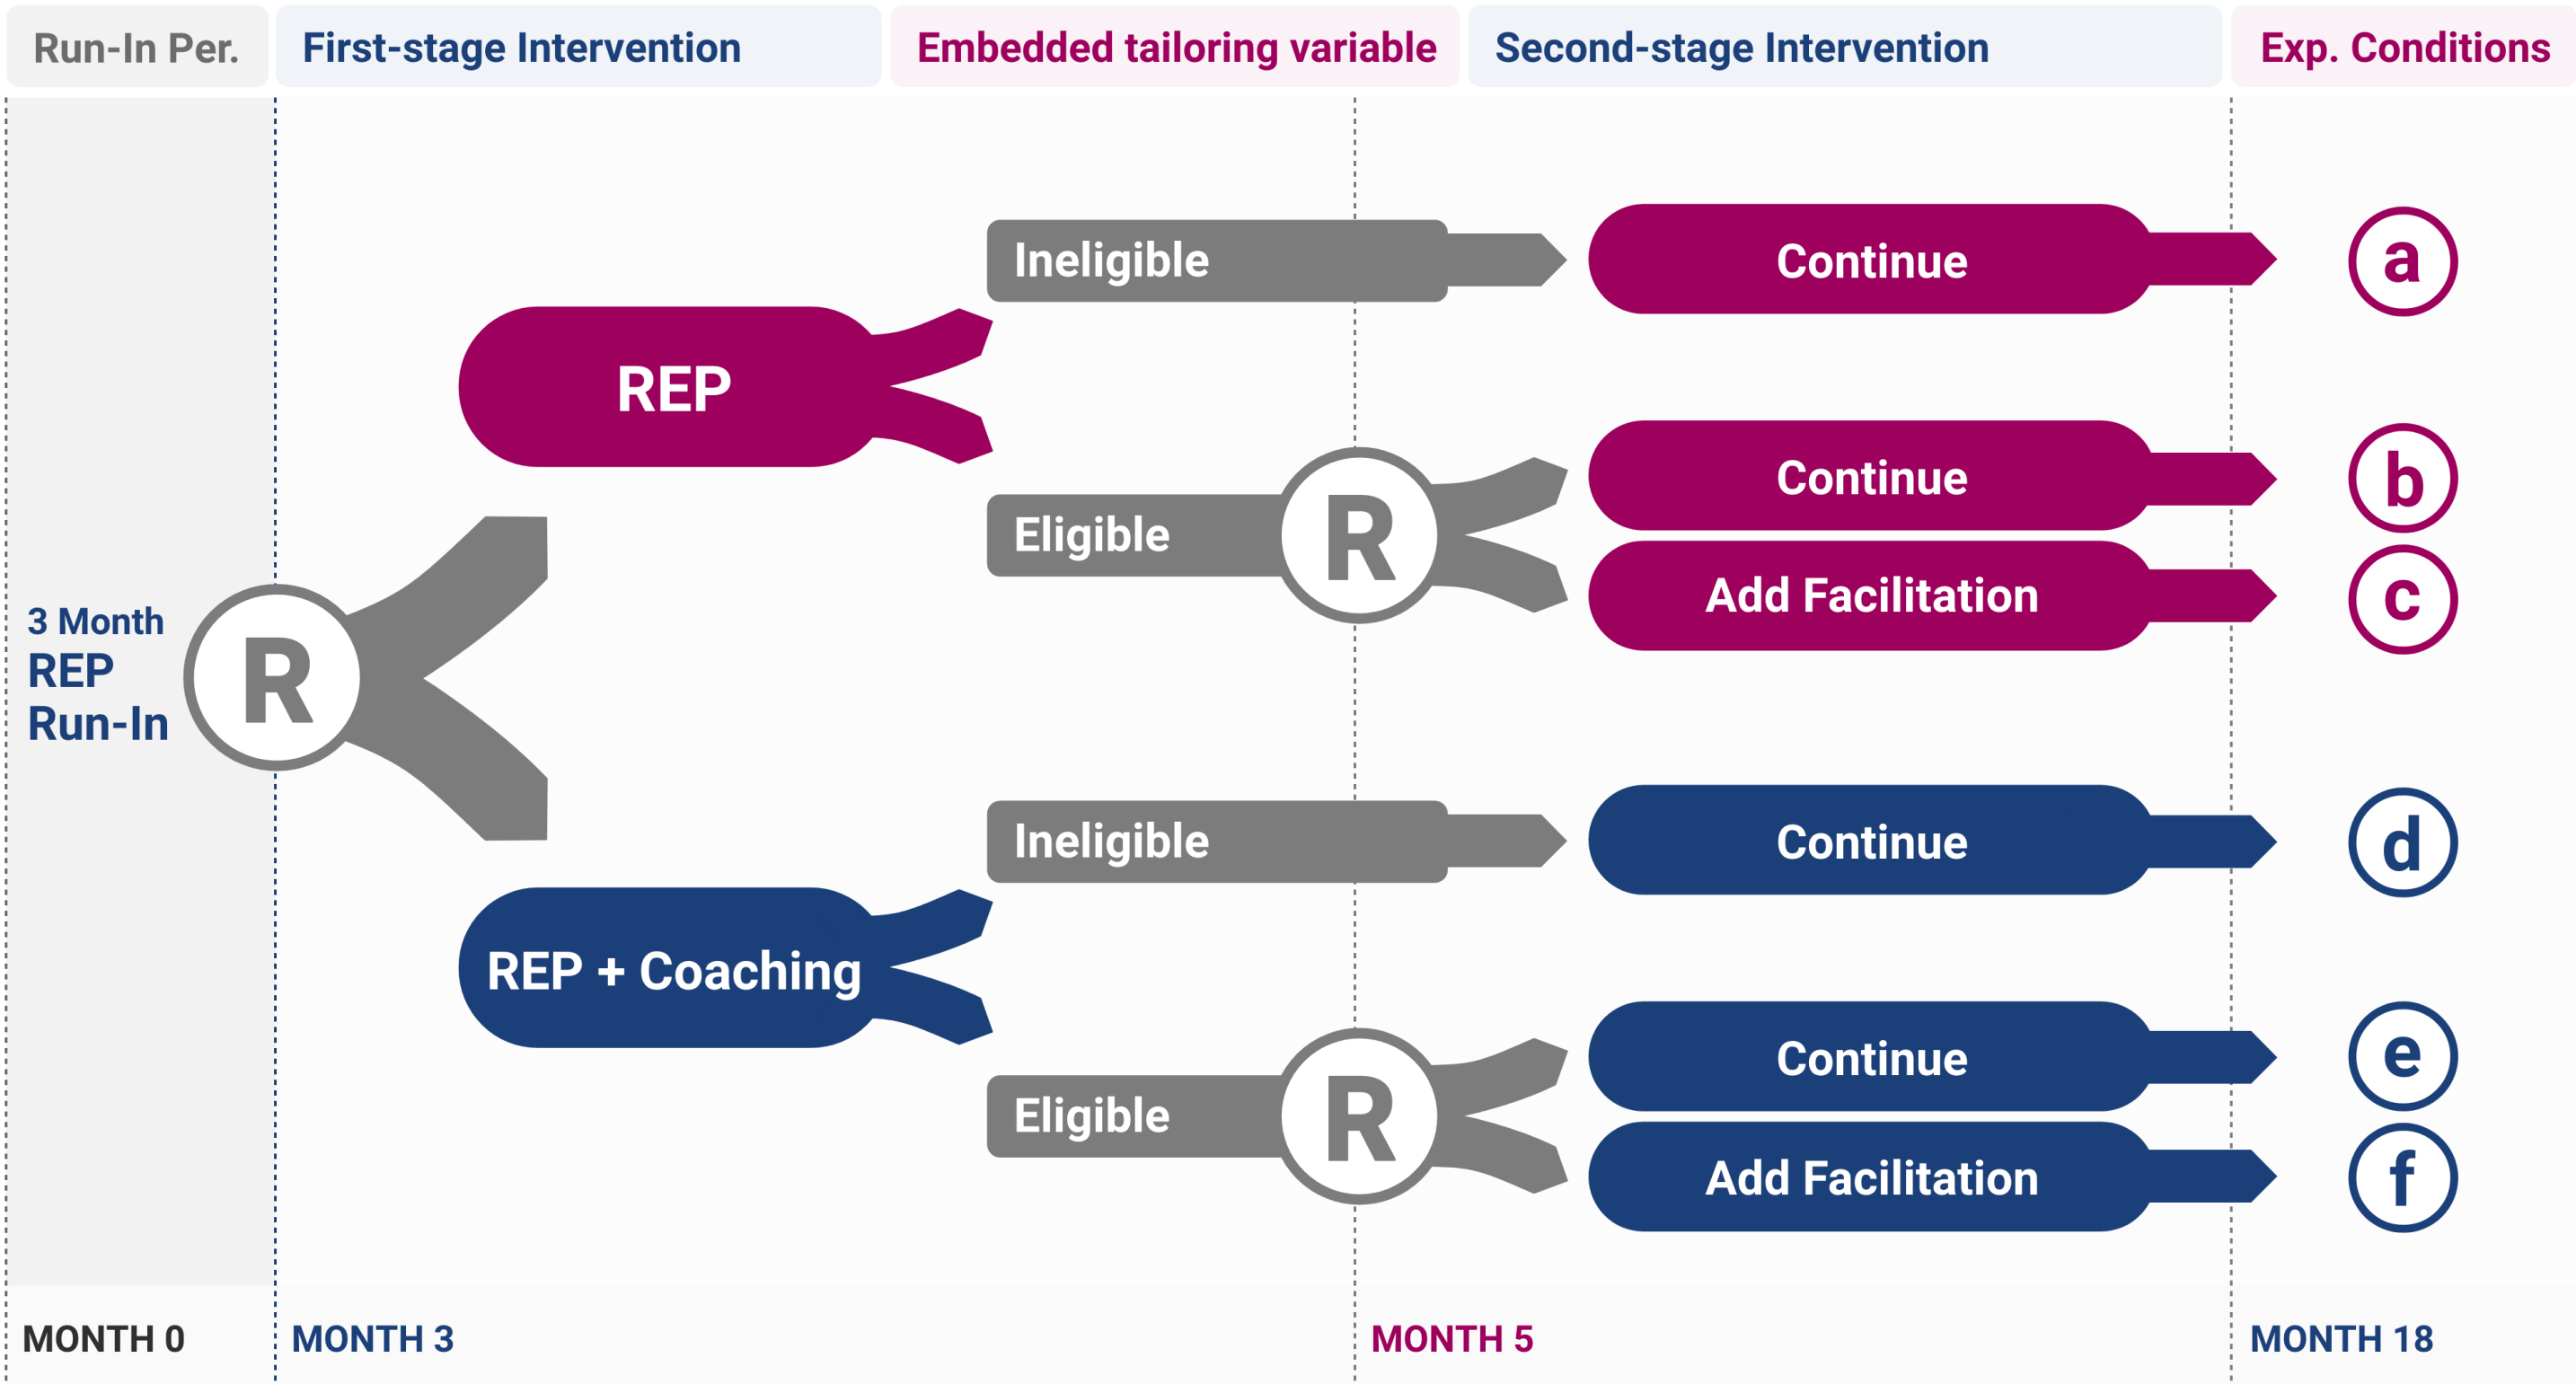 Run-In Per.
First-stage Intervention
Embedded tailoring variable
Second-stage Intervention
Exp. Conditions
3 Month
REP
Run-In
R
REP
Ineligible
Continue
a
Eligible
R
Continue
b
Add Facilitation
c
REP + Coaching
Ineligible
Continue
d
Eligible
R
Continue
e
Add Facilitation
f
MONTH 0
MONTH 3
MONTH 5
MONTH 18